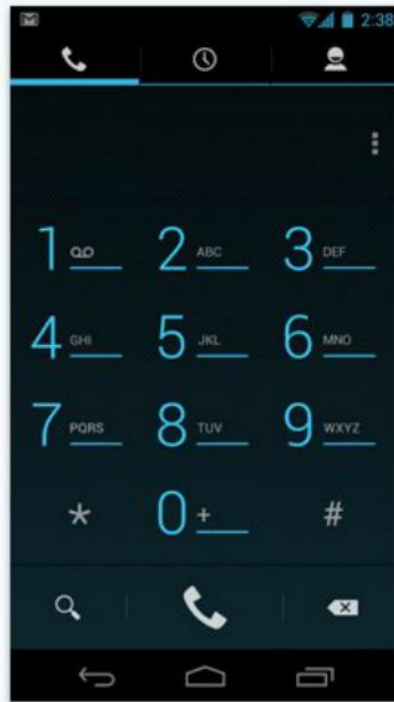 2:38
1 2 ABC 3 DEF
4 GHI 5 JKL 6 MNO
7 PQRS 8 TUV 9 WXYZ
* 0 + #